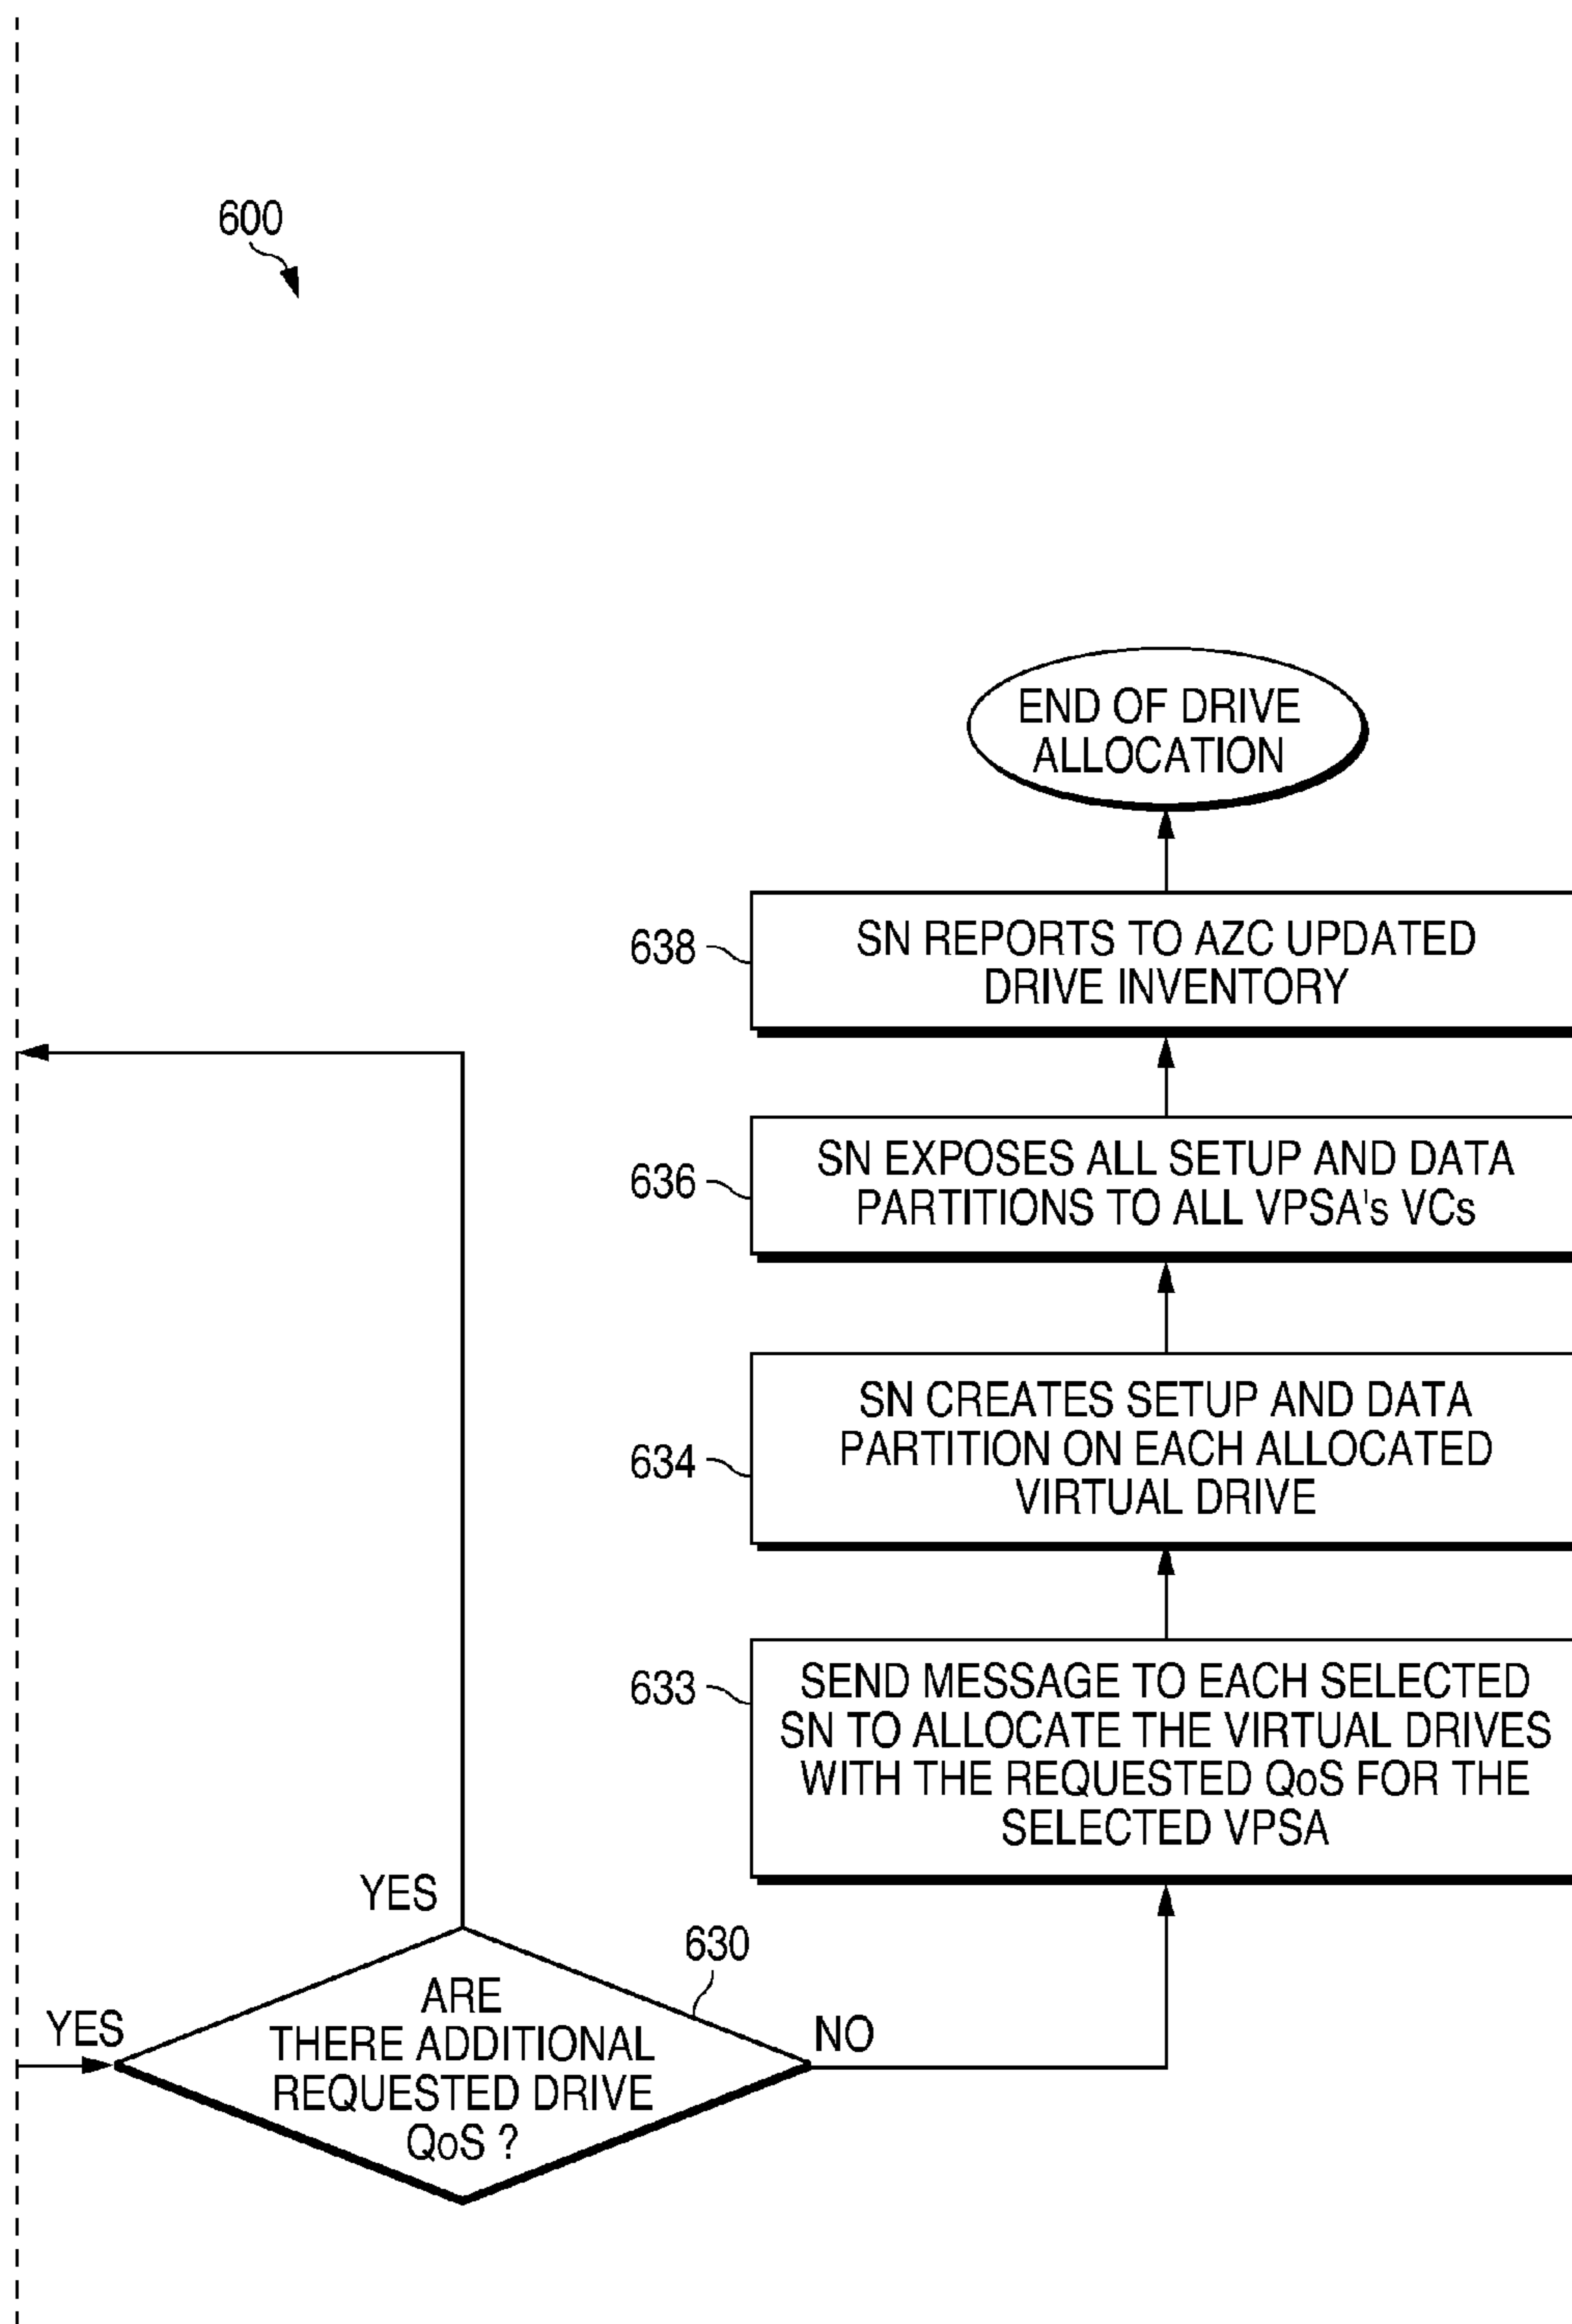 600
END OF DRIVE
ALLOCATION
638
SN REPORTS TO AZC UPDATED
DRIVE INVENTORY
636
SN EXPOSES ALL SETUP AND DATA
PARTITIONS TO ALL VPSA's VCs
634
SN CREATES SETUP AND DATA
PARTITION ON EACH ALLOCATED
VIRTUAL DRIVE
633
SEND MESSAGE TO EACH SELECTED
SN TO ALLOCATE THE VIRTUAL DRIVES
WITH THE REQUESTED QoS FOR THE
SELECTED VPSA
YES
630
YES
ARE
THERE ADDITIONAL
REQUESTED DRIVE
QoS ?
NO